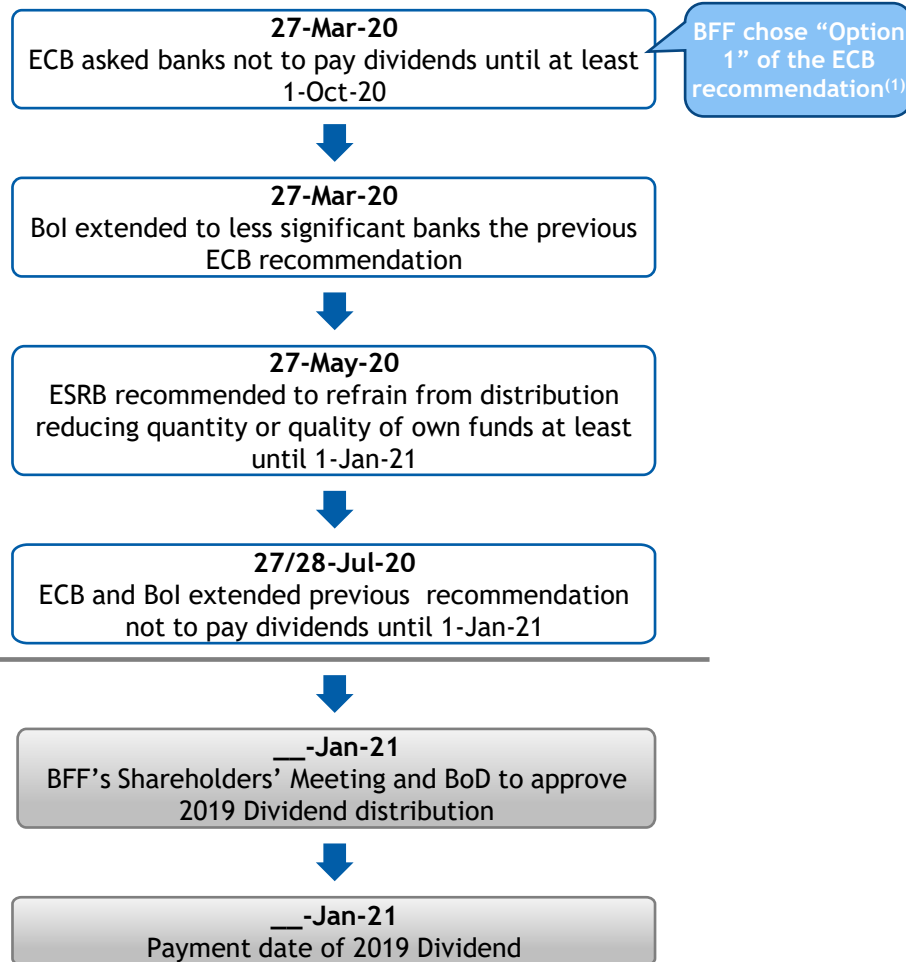 27-Mar-20
ECB asked banks not to pay dividends until at least
1-Oct-20
BFF chose “Option
1” of the ECB
recommendation(1)
27-Mar-20
BoI extended to less significant banks the previous
ECB recommendation
27-May-20
ESRB recommended to refrain from distribution
reducing quantity or quality of own funds at least
until 1-Jan-21
27/28-Jul-20
ECB and BoI extended previous recommendation
not to pay dividends until 1-Jan-21
__-Jan-21
BFF’s Shareholders’ Meeting and BoD to approve
2019 Dividend distribution
__-Jan-21
Payment date of 2019 Dividend